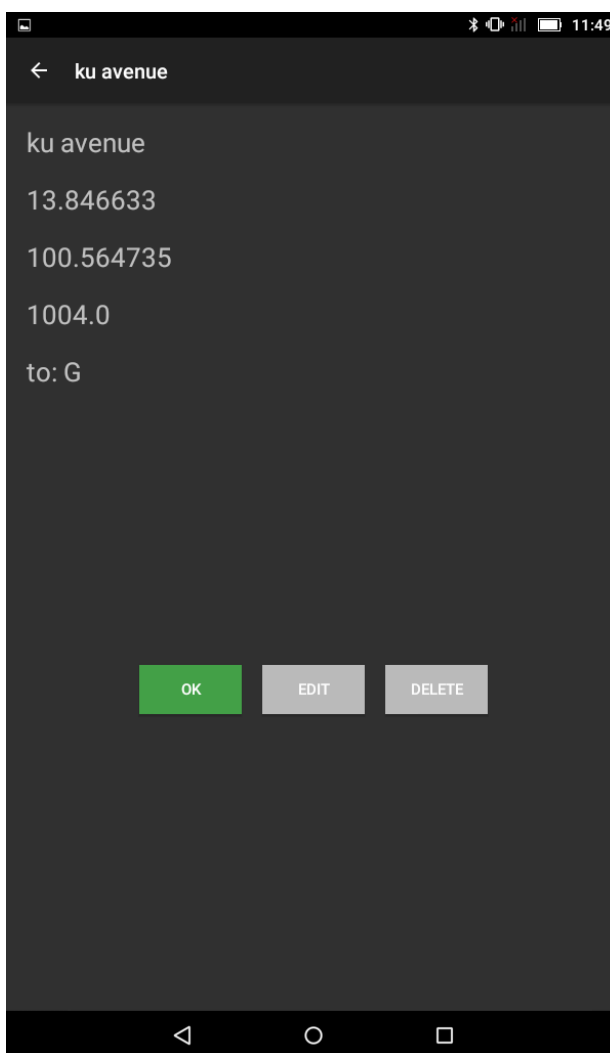 11:49
ku avenue
ku avenue
13.846633
100.564735
1004.0
to: G
OK
EDIT
DELETE